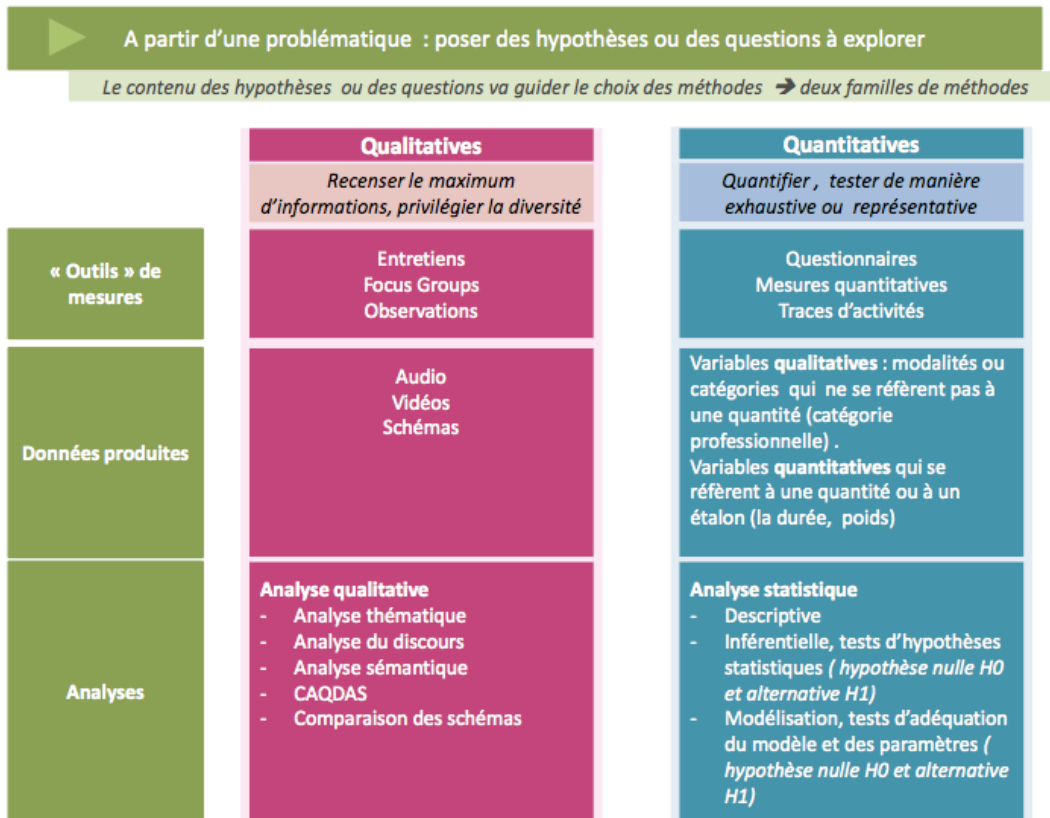 A partir d'une problématique : poser des hypothèses ou des questions à explorer
Le contenu des hypothèses ou des questions va guider le choix des méthodes ➔ deux familles de méthodes
Qualitatives
Recenser le maximum
d'informations, privilégier la diversité
Quantitatives
Quantifier , tester de manière
exhaustive ou représentative
« Outils » de
mesures
Entretiens
Focus Groups
Observations
Questionnaires
Mesures quantitatives
Traces d'activités
Données produites
Audio
Vidéos
Schémas
Variables qualitatives : modalités ou
catégories qui ne se réfèrent pas à
une quantité (catégorie
professionnelle) .
Variables quantitatives qui se
réfèrent à une quantité ou à un
étalon (la durée, poids)
Analyses
Analyse qualitative
- Analyse thématique
- Analyse du discours
- Analyse sémantique
- CAQDAS
- Comparaison des schémas
Analyse statistique
- Descriptive
- Inférentielle, tests d'hypothèses
statistiques ( hypothèse nulle H0
et alternative H1)
- Modélisation, tests d'adéquation
du modèle et des paramètres (
hypothèse nulle H0 et alternative
H1)